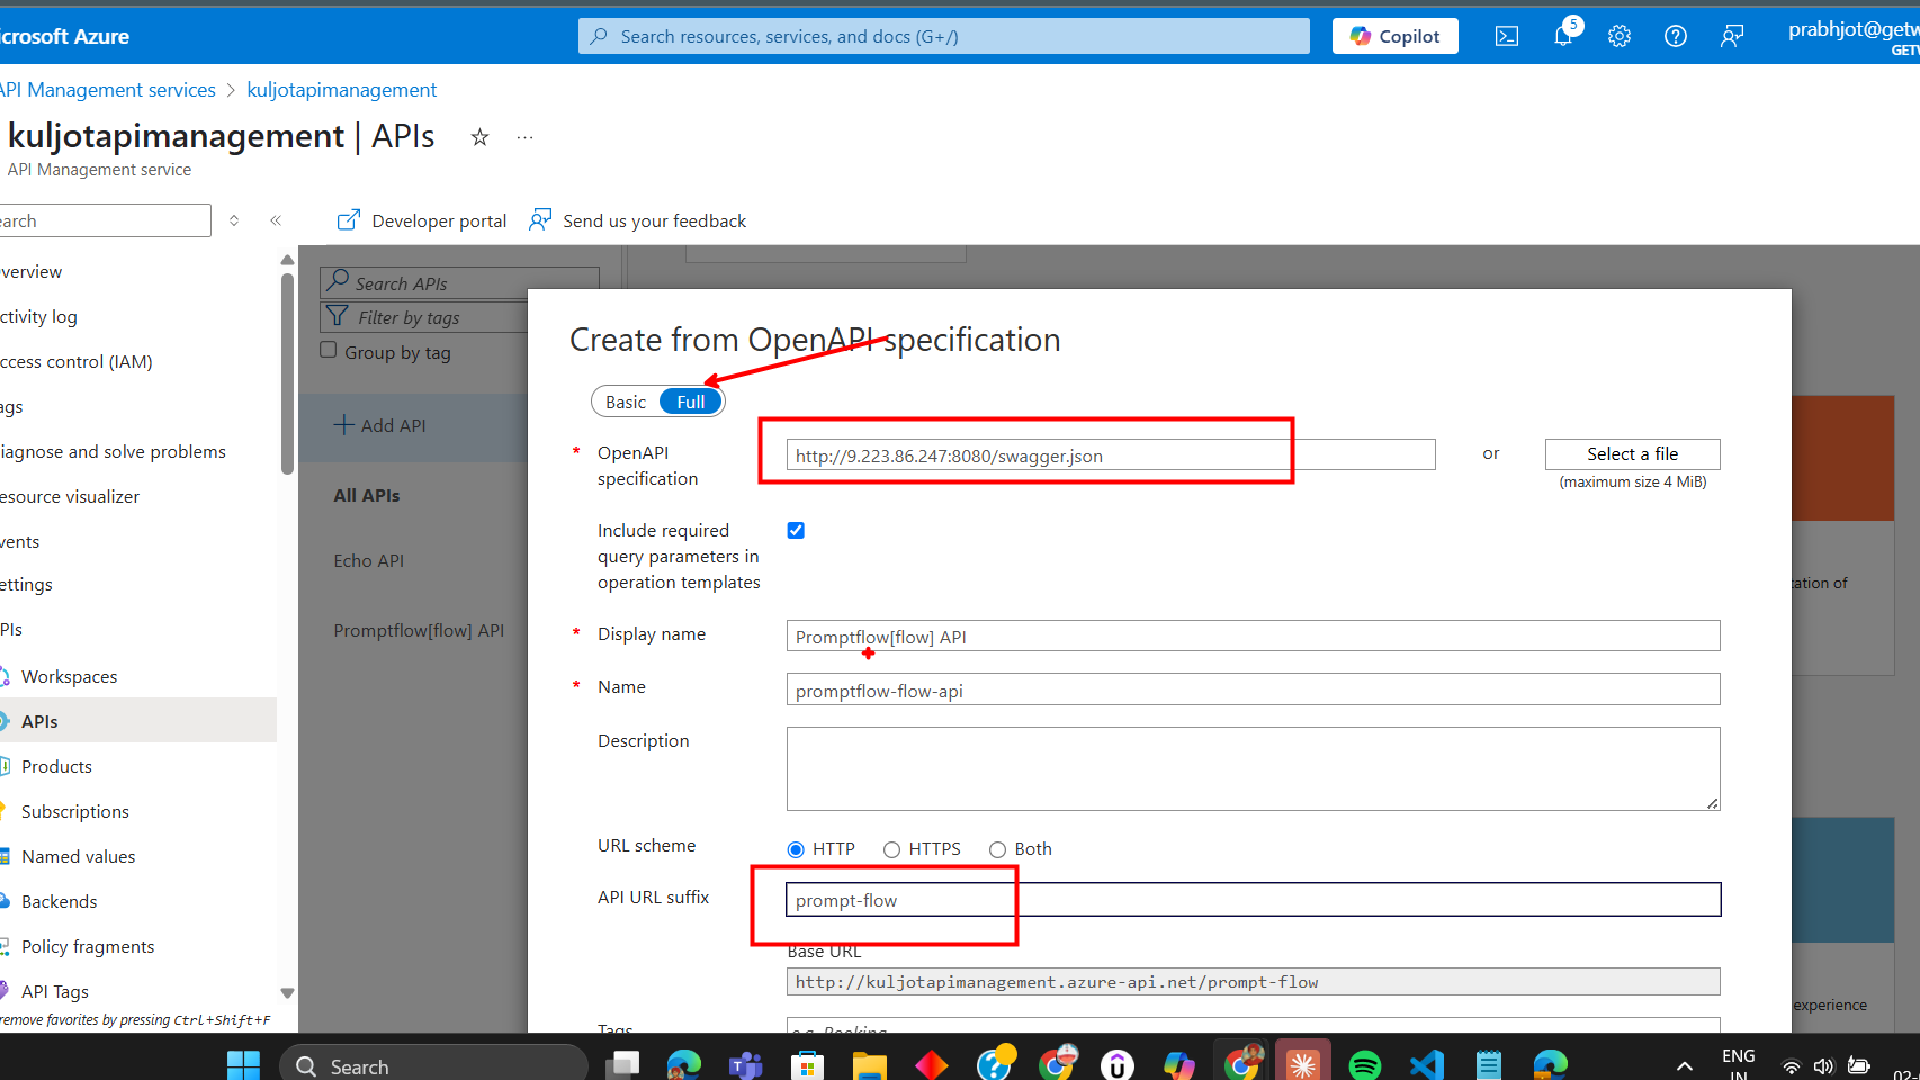 crosoft Azure
Search resources, services, and docs (G+/)
Copilot
5
prabhjot@getw
GETW
API Management services > kuljotapimanagement
kuljotapimanagement | APIs
API Management service
earch
Developer portal
Send us your feedback
verview
ctivity log
ccess control (IAM)
ags
iagnose and solve problems
esource visualizer
vents
ettings
PIs
Workspaces
APIs
Products
Subscriptions
Named values
Backends
Policy fragments
API Tags
remove favorites by pressing Ctrl+Shift+F
Search APIs
Filter by tags
Group by tag
+ Add API
All APIs
Echo API
Promptflow[flow] API
Create from OpenAPI specification
Basic Full
* OpenAPI specification
http://9.223.86.247:8080/swagger.json
or
Select a file
(maximum size 4 MiB)
Include required
query parameters in
operation templates
* Display name
Promptflow[flow] API
* Name
promptflow-flow-api
Description
URL scheme
HTTP HTTPS Both
API URL suffix
prompt-flow
Base URL
http://kuljotapimanagement.azure-api.net/prompt-flow
Tags
e.g. Booking
ation of
experience
Search
ENG
IN
02-